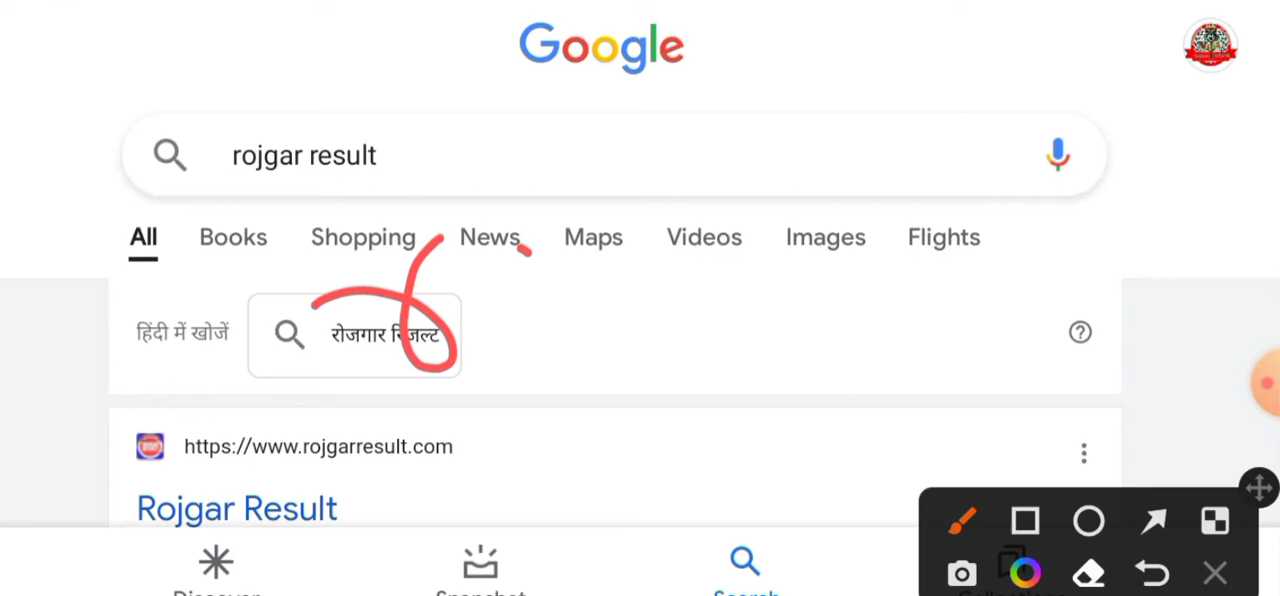 Google
rojgar result
All Books Shopping News Maps Videos Images Flights
हिंदी में खोजें रोजगार रिजल्ट
https://www.rojgarresult.com
Rojgar Result
Discover Snapshot Search Collections